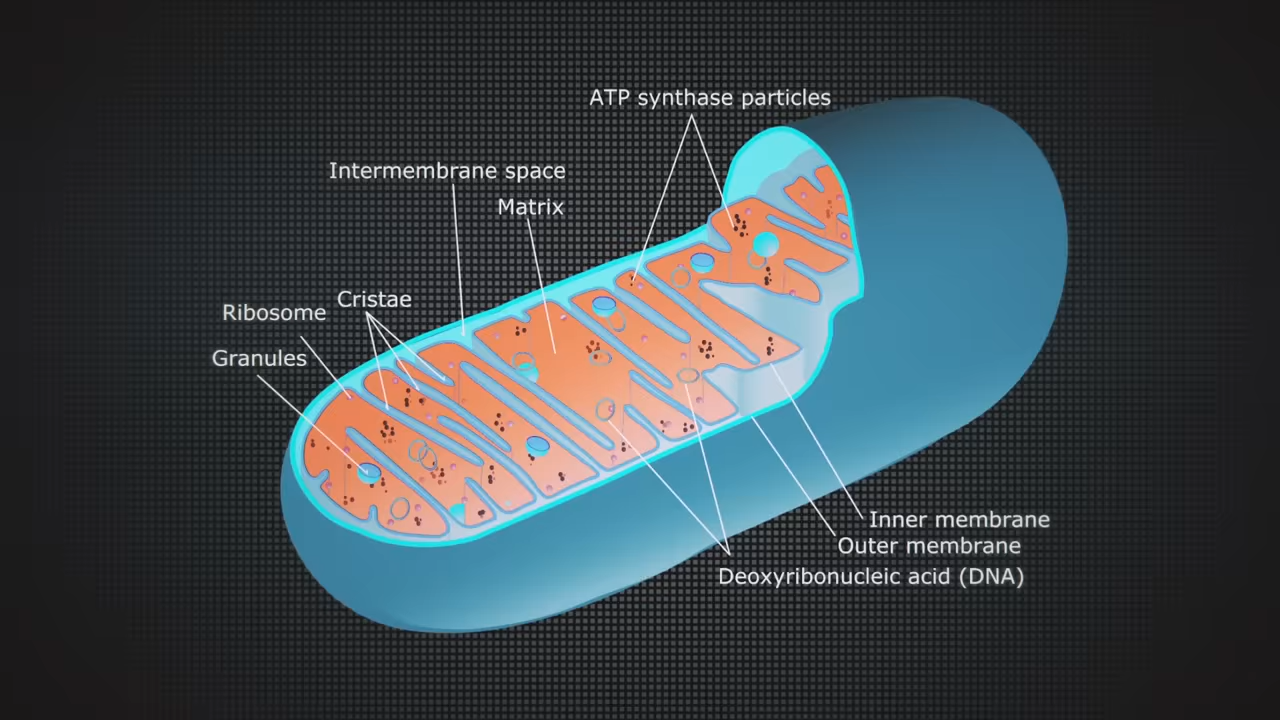 ATP synthase particles
Intermembrane space
Matrix
Cristae
Ribosome
Granules
Inner membrane
Outer membrane
Deoxyribonucleic acid (DNA)